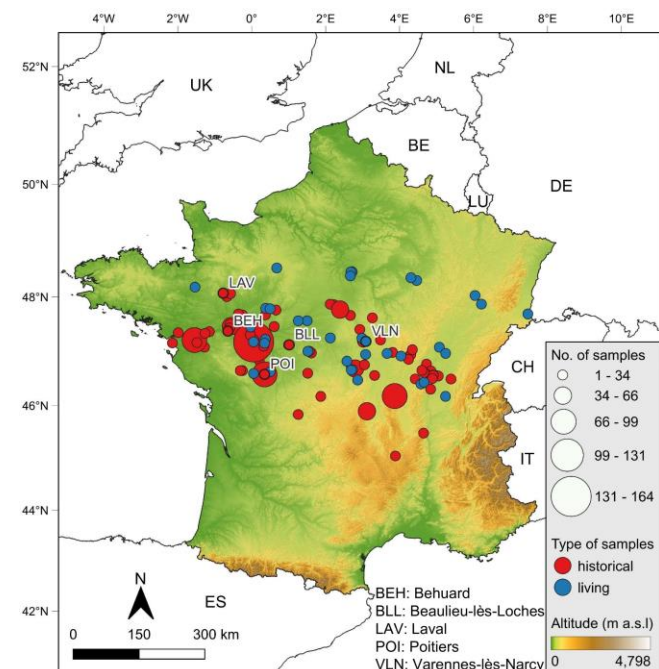 4°W 2°W 0° 2°E 4°E 6°E 8°E 10°E
52°N
50°N
48°N
46°N
44°N
42°N
UK
NL
BE
DE
LU
LAV
BEH
BLL
VLN
POI
CH
IT
ES
No. of samples
1 - 34
34 - 66
66 - 99
99 - 131
131 - 164
Type of samples
historical
living
Altitude (m a.s.l)
0 4,798
N
0 150 300 km
BEH: Behuard
BLL: Beaulieu-lès-Loches
LAV: Laval
POI: Poitiers
VLN: Varennes-lès-Narcy